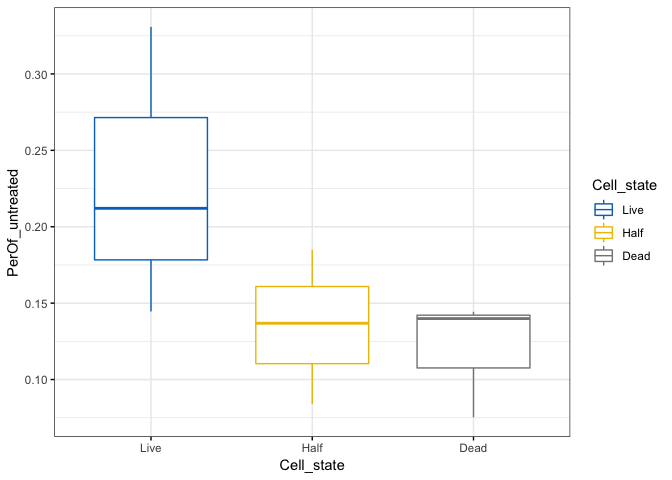 PerOf_untreated
0.30
0.25
0.20
0.15
0.10
Live
Half
Dead
Cell_state
Cell_state
Live
Half
Dead